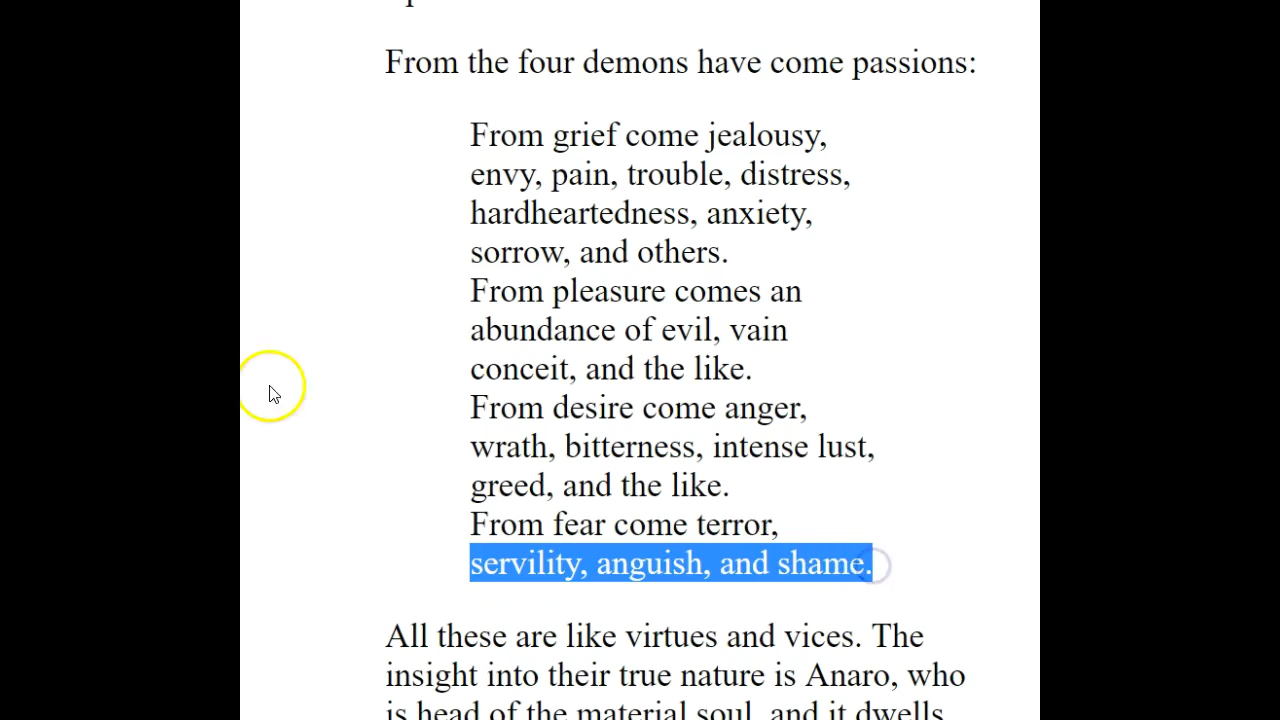 From the four demons have come passions:
From grief come jealousy,
envy, pain, trouble, distress,
hardheartedness, anxiety,
sorrow, and others.
From pleasure comes an
abundance of evil, vain
conceit, and the like.
From desire come anger,
wrath, bitterness, intense lust,
greed, and the like.
From fear come terror,
servility, anguish, and shame.
All these are like virtues and vices. The
insight into their true nature is Anaro, who
is head of the material soul, and it dwells